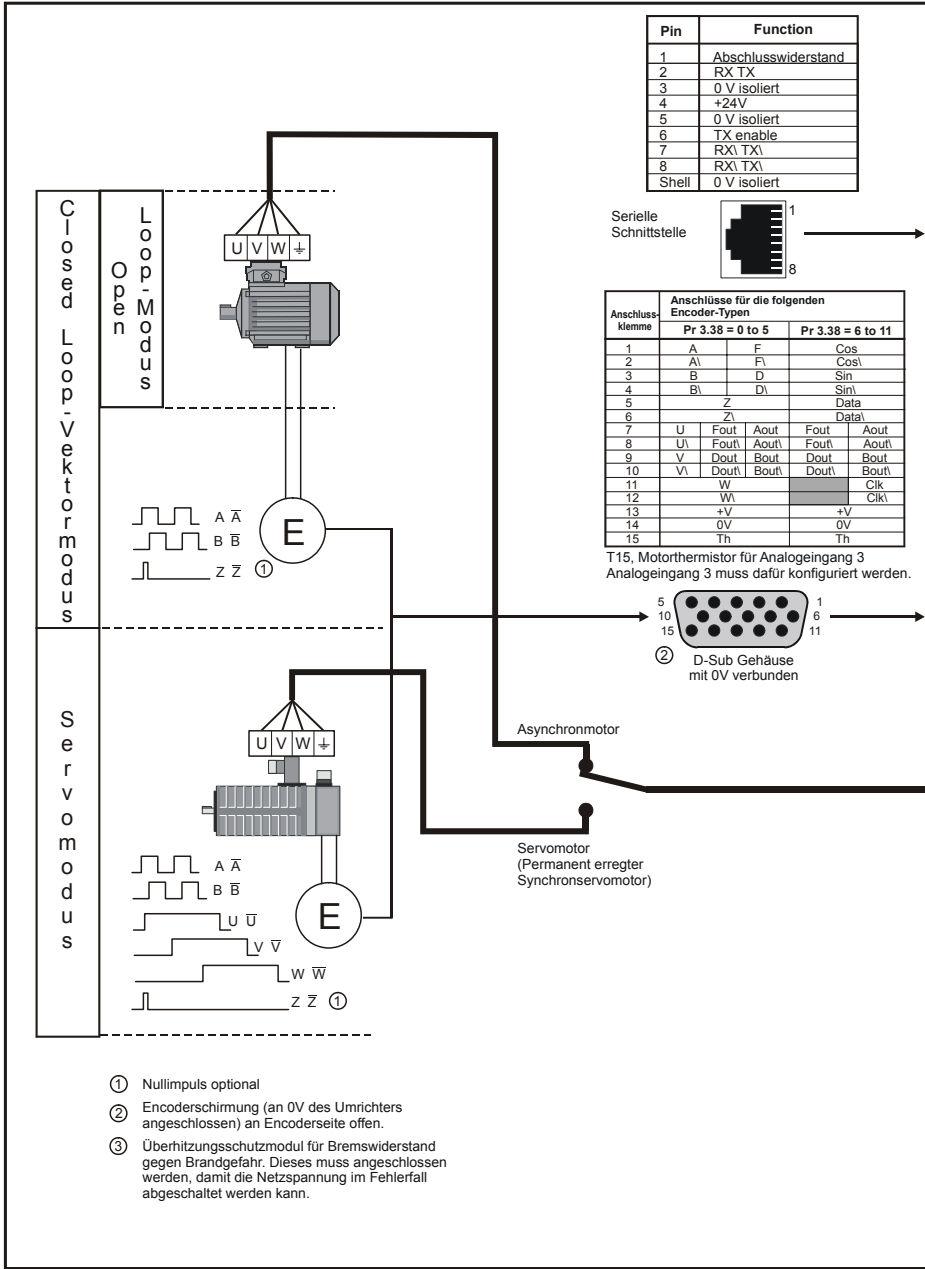 Pin Function
1 Abschlusswiderstand
2 RX TX
3 0 V isoliert
4 +24V
5 0 V isoliert
6 TX enable
7 RX\ TX\
8 RX\ TX\
Shell 0 V isoliert
Serielle
Schnittstelle
1
8
Closed Loop-Vektormodus
Open
Loop-Modus
U V W
Anschluss-
klemme
Anschlüsse für die folgenden
Encoder-Typen
Pr 3.38 = 0 to 5 Pr 3.38 = 6 to 11
1 A F Cos
2 A\ F\ Cos\
3 B D Sin
4 B\ D\ Sin\
5 Z Data
6 Z\ Data\
7 U Fout Aout Fout Aout
8 U\ Fout\ Aout\ Fout\ Aout\
9 V Dout Bout Dout Bout
10 V\ Dout\ Bout\ Dout\ Bout\
11 W Clk
12 W\ Clk\
13 +V +V
14 0V 0V
15 Th Th
T15, Motorthermistor für Analogeingang 3
Analogeingang 3 muss dafür konfiguriert werden.
A A̅
B B̅
Z Z̅ ①
E
5 1
10 6
15 11
② D-Sub Gehäuse
mit 0V verbunden
Servomodus
U V W
Asynchronmotor
Servomotor
(Permanent erregter
Synchronservomotor)
A A̅
B B̅
U U̅
V V̅
W W̅
Z Z̅ ①
E
① Nullimpuls optional
② Encoderschirmung (an 0V des Umrichters
angeschlossen) an Encoderseite offen.
③ Überhitzungsschutzmodul für Bremswiderstand
gegen Brandgefahr. Dieses muss angeschlossen
werden, damit die Netzspannung im Fehlerfall
abgeschaltet werden kann.